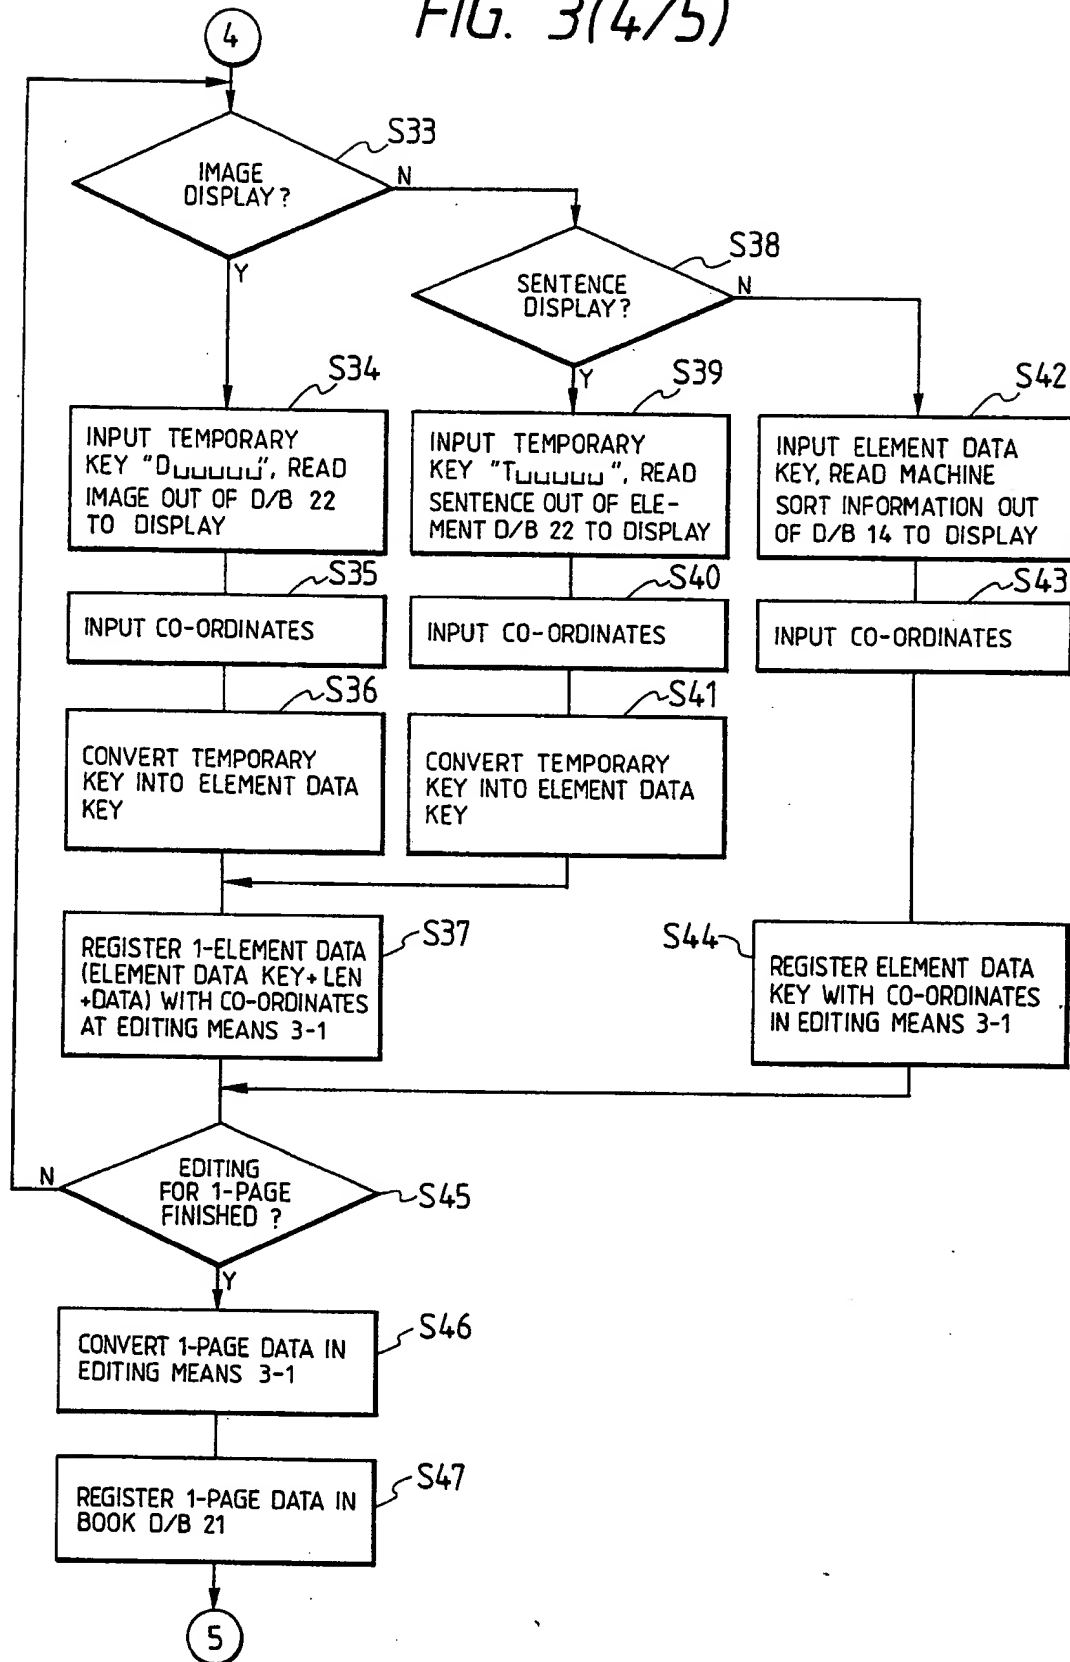 FIG. 3(4/5)
4
S33
IMAGE
DISPLAY?
N
Y
S38
SENTENCE
DISPLAY?
N
Y
S34
INPUT TEMPORARY
KEY "D␣␣␣␣␣", READ
IMAGE OUT OF D/B 22
TO DISPLAY
S39
INPUT TEMPORARY
KEY "T␣␣␣␣␣", READ
SENTENCE OUT OF ELE-
MENT D/B 22 TO DISPLAY
S42
INPUT ELEMENT DATA
KEY, READ MACHINE
SORT INFORMATION OUT
OF D/B 14 TO DISPLAY
S35
INPUT CO-ORDINATES
S40
INPUT CO-ORDINATES
S43
INPUT CO-ORDINATES
S36
CONVERT TEMPORARY
KEY INTO ELEMENT DATA
KEY
S41
CONVERT TEMPORARY
KEY INTO ELEMENT DATA
KEY
S37
REGISTER 1-ELEMENT DATA
(ELEMENT DATA KEY+LEN
+DATA) WITH CO-ORDINATES
AT EDITING MEANS 3-1
S44
REGISTER ELEMENT DATA
KEY WITH CO-ORDINATES
IN EDITING MEANS 3-1
N
EDITING
FOR 1-PAGE
FINISHED ?
S45
Y
S46
CONVERT 1-PAGE DATA IN
EDITING MEANS 3-1
S47
REGISTER 1-PAGE DATA IN
BOOK D/B 21
5